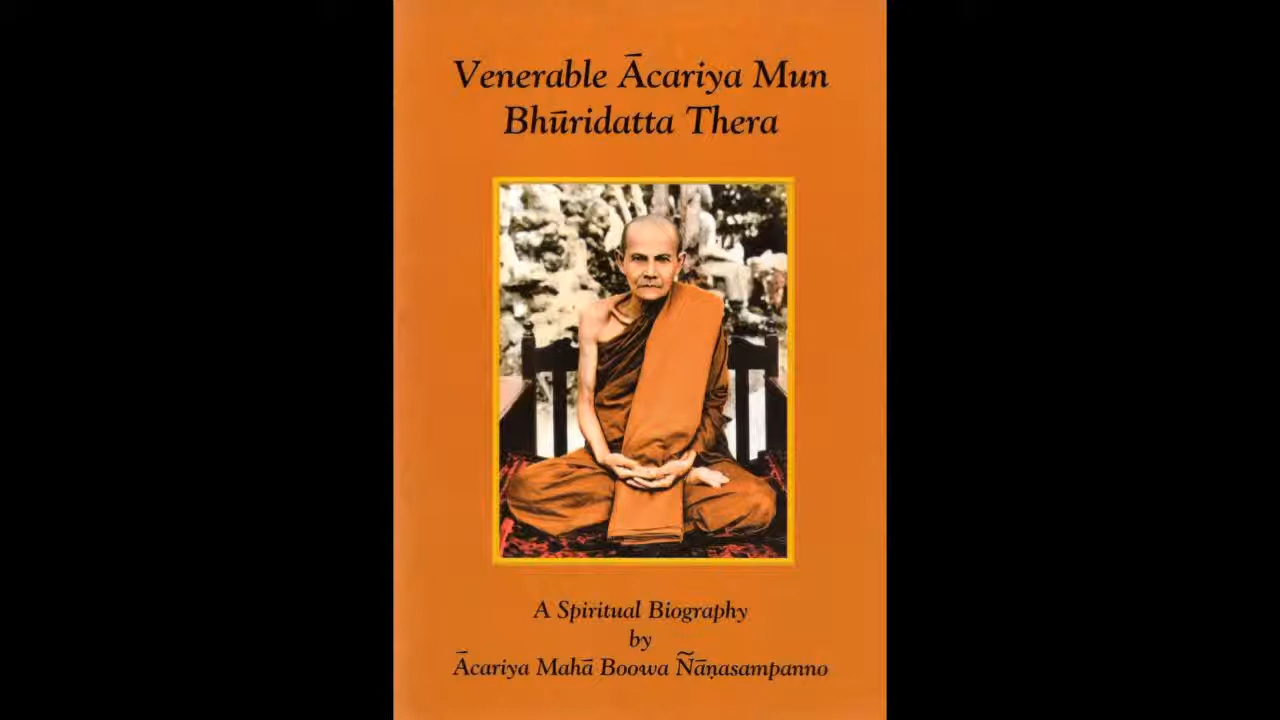 Venerable Ācariya Mun
Bhūridatta Thera
A Spiritual Biography
by
Ācariya Mahā Boowa Ñāṇasampanno